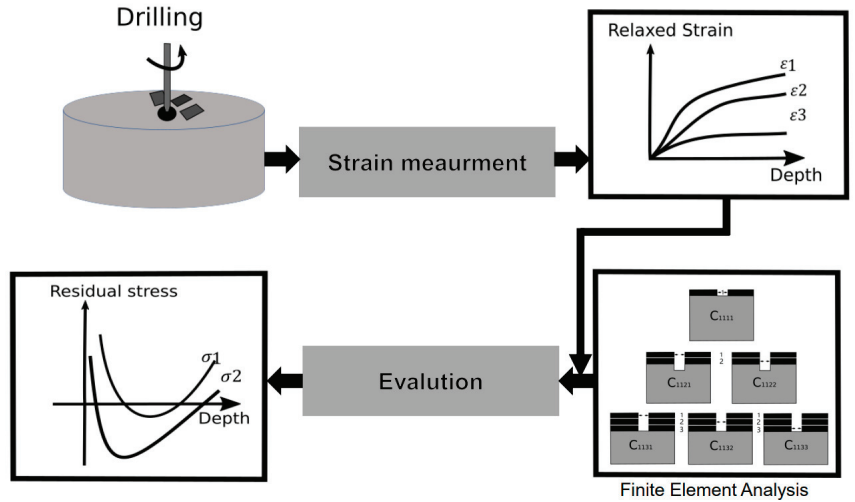 Drilling
Strain meaurment
Relaxed Strain
ε1
ε2
ε3
Depth
C1111
1
2
C1121
C1122
1
2
3
1
2
3
C1131
C1132
C1133
Finite Element Analysis
Evalution
Residual stress
σ1
σ2
Depth